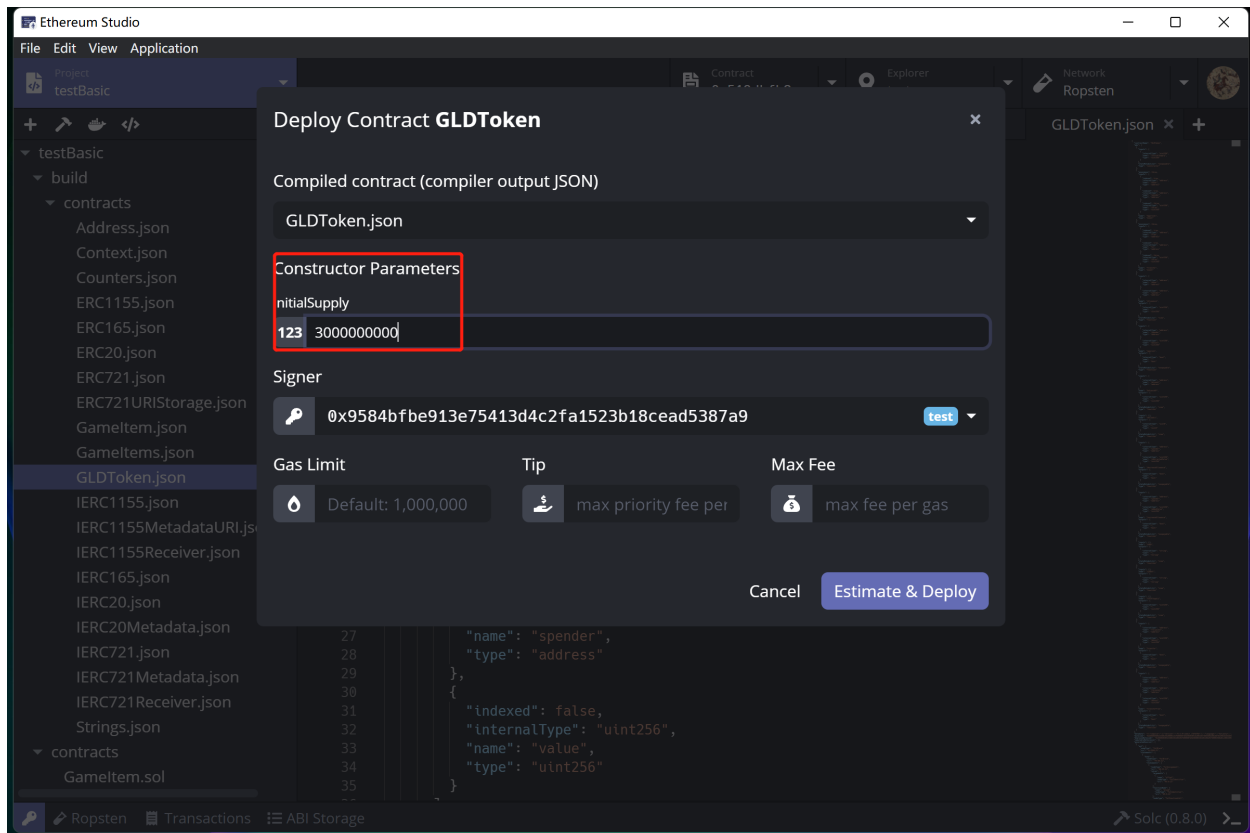 Ethereum Studio
File Edit View Application
Project
testBasic
Contract
Explorer
Network
Ropsten
GLDToken.json
Deploy Contract GLDToken
Compiled contract (compiler output JSON)
GLDToken.json
Constructor Parameters
nitialSupply
123 3000000000
Signer
0x9584bfbe913e75413d4c2fa1523b18cead5387a9 test
Gas Limit Tip Max Fee
Default: 1,000,000 max priority fee per max fee per gas
Cancel Estimate & Deploy
testBasic
build
contracts
Address.json
Context.json
Counters.json
ERC1155.json
ERC165.json
ERC20.json
ERC721.json
ERC721URIStorage.json
GameItem.json
GameItems.json
GLDToken.json
IERC1155.json
IERC1155MetadataURI.js
IERC1155Receiver.json
IERC165.json
IERC20.json
IERC20Metadata.json
IERC721.json
IERC721Metadata.json
IERC721Receiver.json
Strings.json
contracts
GameItem.sol
27 "name": "spender",
28 "type": "address"
29 },
30 {
31 "indexed": false,
32 "internalType": "uint256",
33 "name": "value",
34 "type": "uint256"
35 }
Ropsten Transactions ABI Storage Solc (0.8.0)